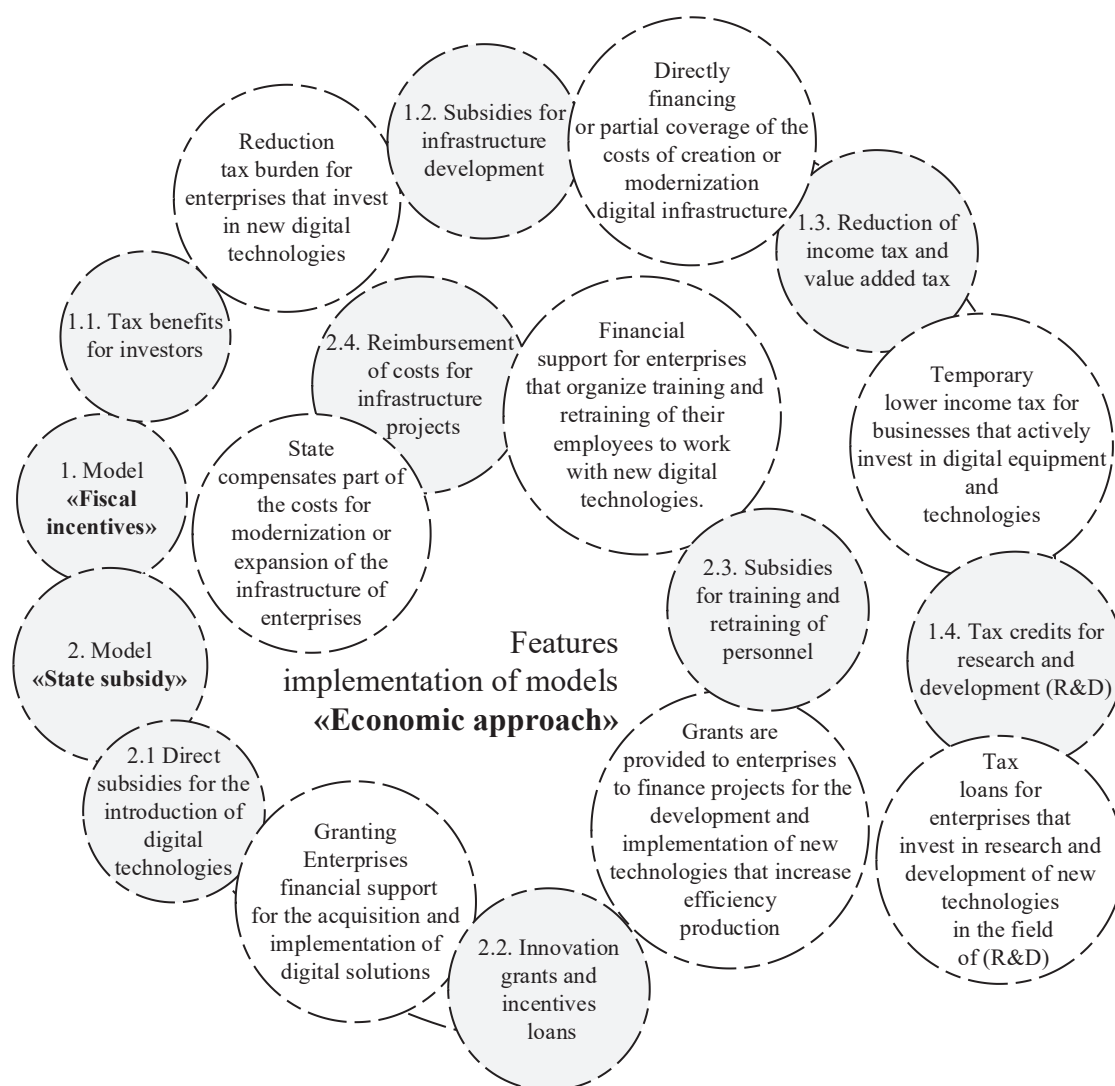 1. Model
«Fiscal
incentives»
1.1. Tax benefits
for investors
Reduction
tax burden for
enterprises that invest
in new digital
technologies
1.2. Subsidies for
infrastructure
development
Directly
financing
or partial coverage of the
costs of creation or
modernization
digital infrastructure
1.3. Reduction of
income tax and
value added tax
Temporary
lower income tax for
businesses that actively
invest in digital equipment
and
technologies
1.4. Tax credits for
research and
development (R&D)
Tax
loans for
enterprises that
invest in research and
development of new
technologies
in the field
of (R&D)
2. Model
«State subsidy»
2.1 Direct
subsidies for the
introduction of
digital
technologies
Granting
Enterprises
financial support
for the acquisition and
implementation of
digital solutions
2.2. Innovation
grants and
incentives
loans
Grants are
provided to enterprises
to finance projects for the
development and
implementation of new
technologies that increase
efficiency
production
2.3. Subsidies
for training and
retraining of
personnel
Financial
support for enterprises
that organize training and
retraining of their
employees to work
with new digital
technologies.
2.4. Reimbursement
of costs for
infrastructure
projects
State
compensates part of
the costs for
modernization or
expansion of the
infrastructure of
enterprises
Features
implementation of models
«Economic approach»